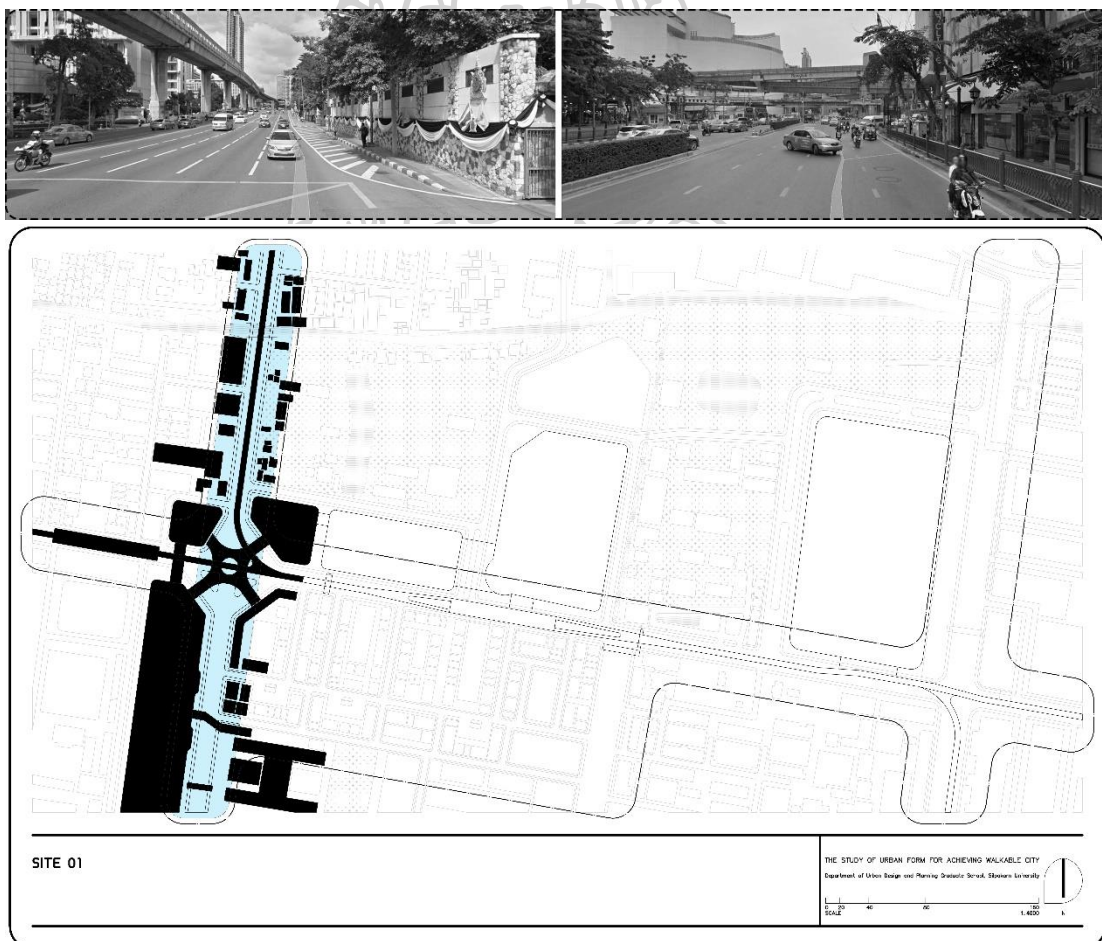 SITE 01
THE STUDY OF URBAN FORM FOR ACHIEVING WALKABLE CITY
Department of Urban Design and Planning Graduate School, Silpakorn University
0 20 40 80 160
SCALE 1:4000 N